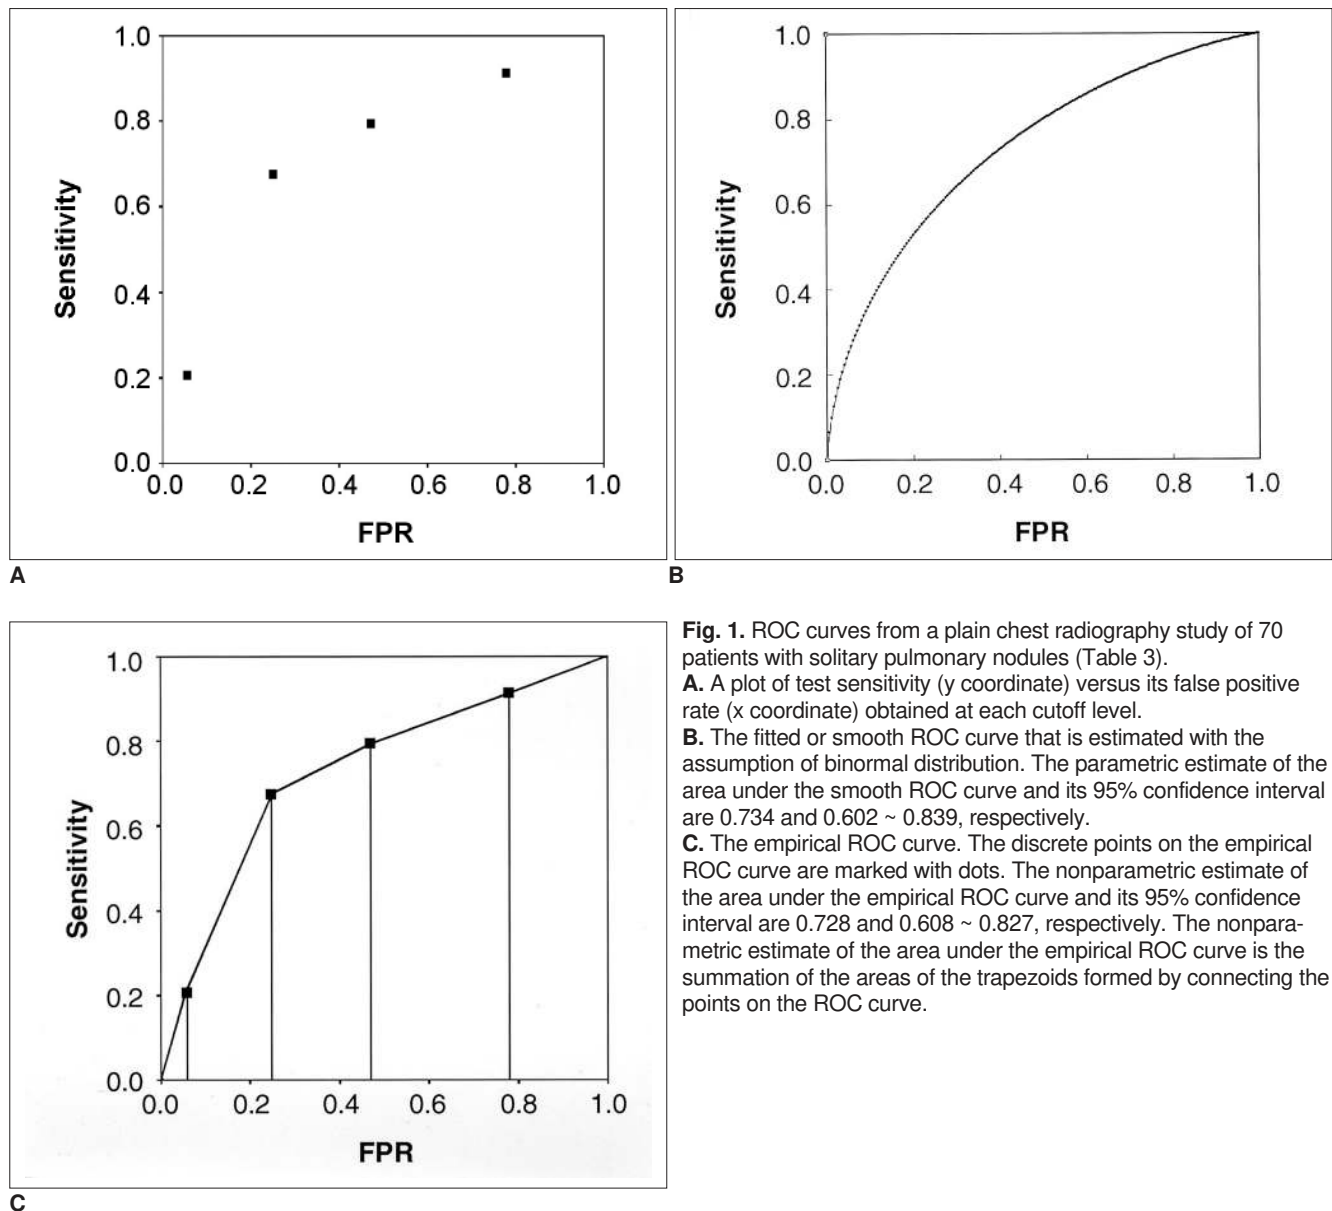 1.0
0.8
0.6
0.4
0.2
0.0
0.0 0.2 0.4 0.6 0.8 1.0
Sensitivity
FPR
A
1.0
0.8
0.6
0.4
0.2
0.0
0.0 0.2 0.4 0.6 0.8 1.0
Sensitivity
FPR
B
1.0
0.8
0.6
0.4
0.2
0.0
0.0 0.2 0.4 0.6 0.8 1.0
Sensitivity
FPR
C
Fig. 1. ROC curves from a plain chest radiography study of 70
patients with solitary pulmonary nodules (Table 3).
A. A plot of test sensitivity (y coordinate) versus its false positive
rate (x coordinate) obtained at each cutoff level.
B. The fitted or smooth ROC curve that is estimated with the
assumption of binormal distribution. The parametric estimate of the
area under the smooth ROC curve and its 95% confidence interval
are 0.734 and 0.602 ~ 0.839, respectively.
C. The empirical ROC curve. The discrete points on the empirical
ROC curve are marked with dots. The nonparametric estimate of
the area under the empirical ROC curve and its 95% confidence
interval are 0.728 and 0.608 ~ 0.827, respectively. The nonpara-
metric estimate of the area under the empirical ROC curve is the
summation of the areas of the trapezoids formed by connecting the
points on the ROC curve.